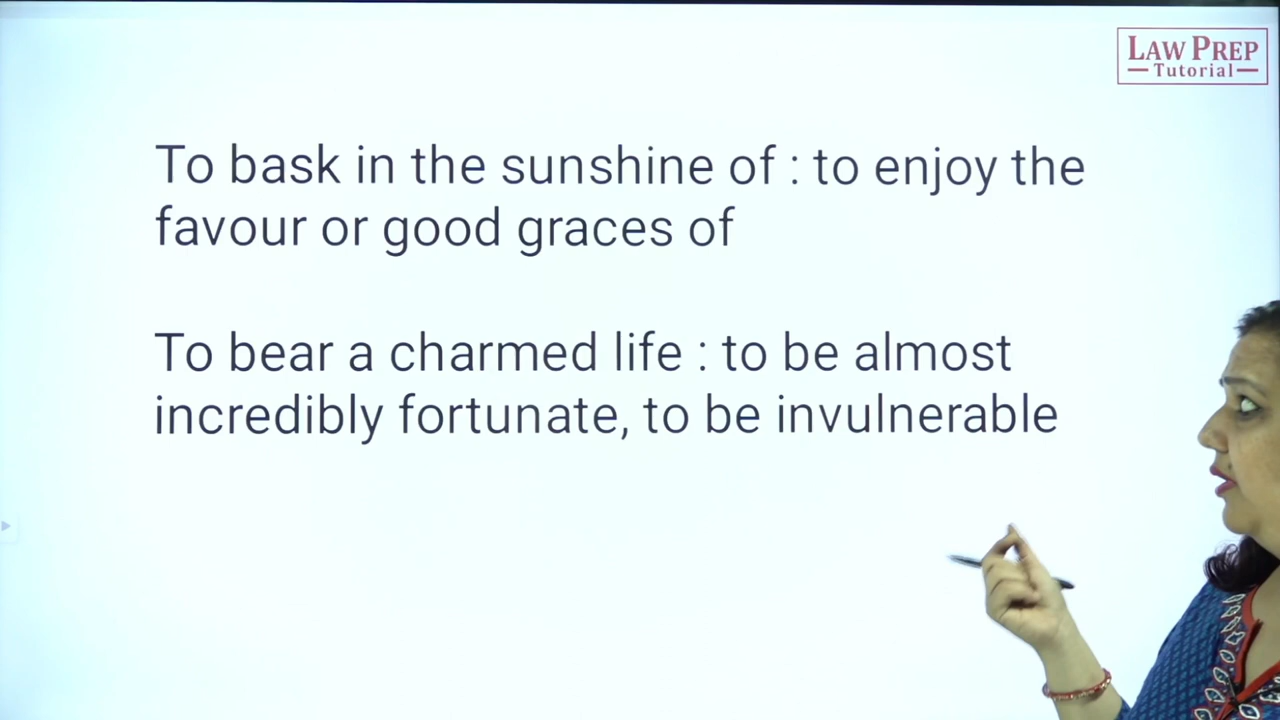 LAW PREP
Tutorial
To bask in the sunshine of : to enjoy the
favour or good graces of
To bear a charmed life : to be almost
incredibly fortunate, to be invulnerable